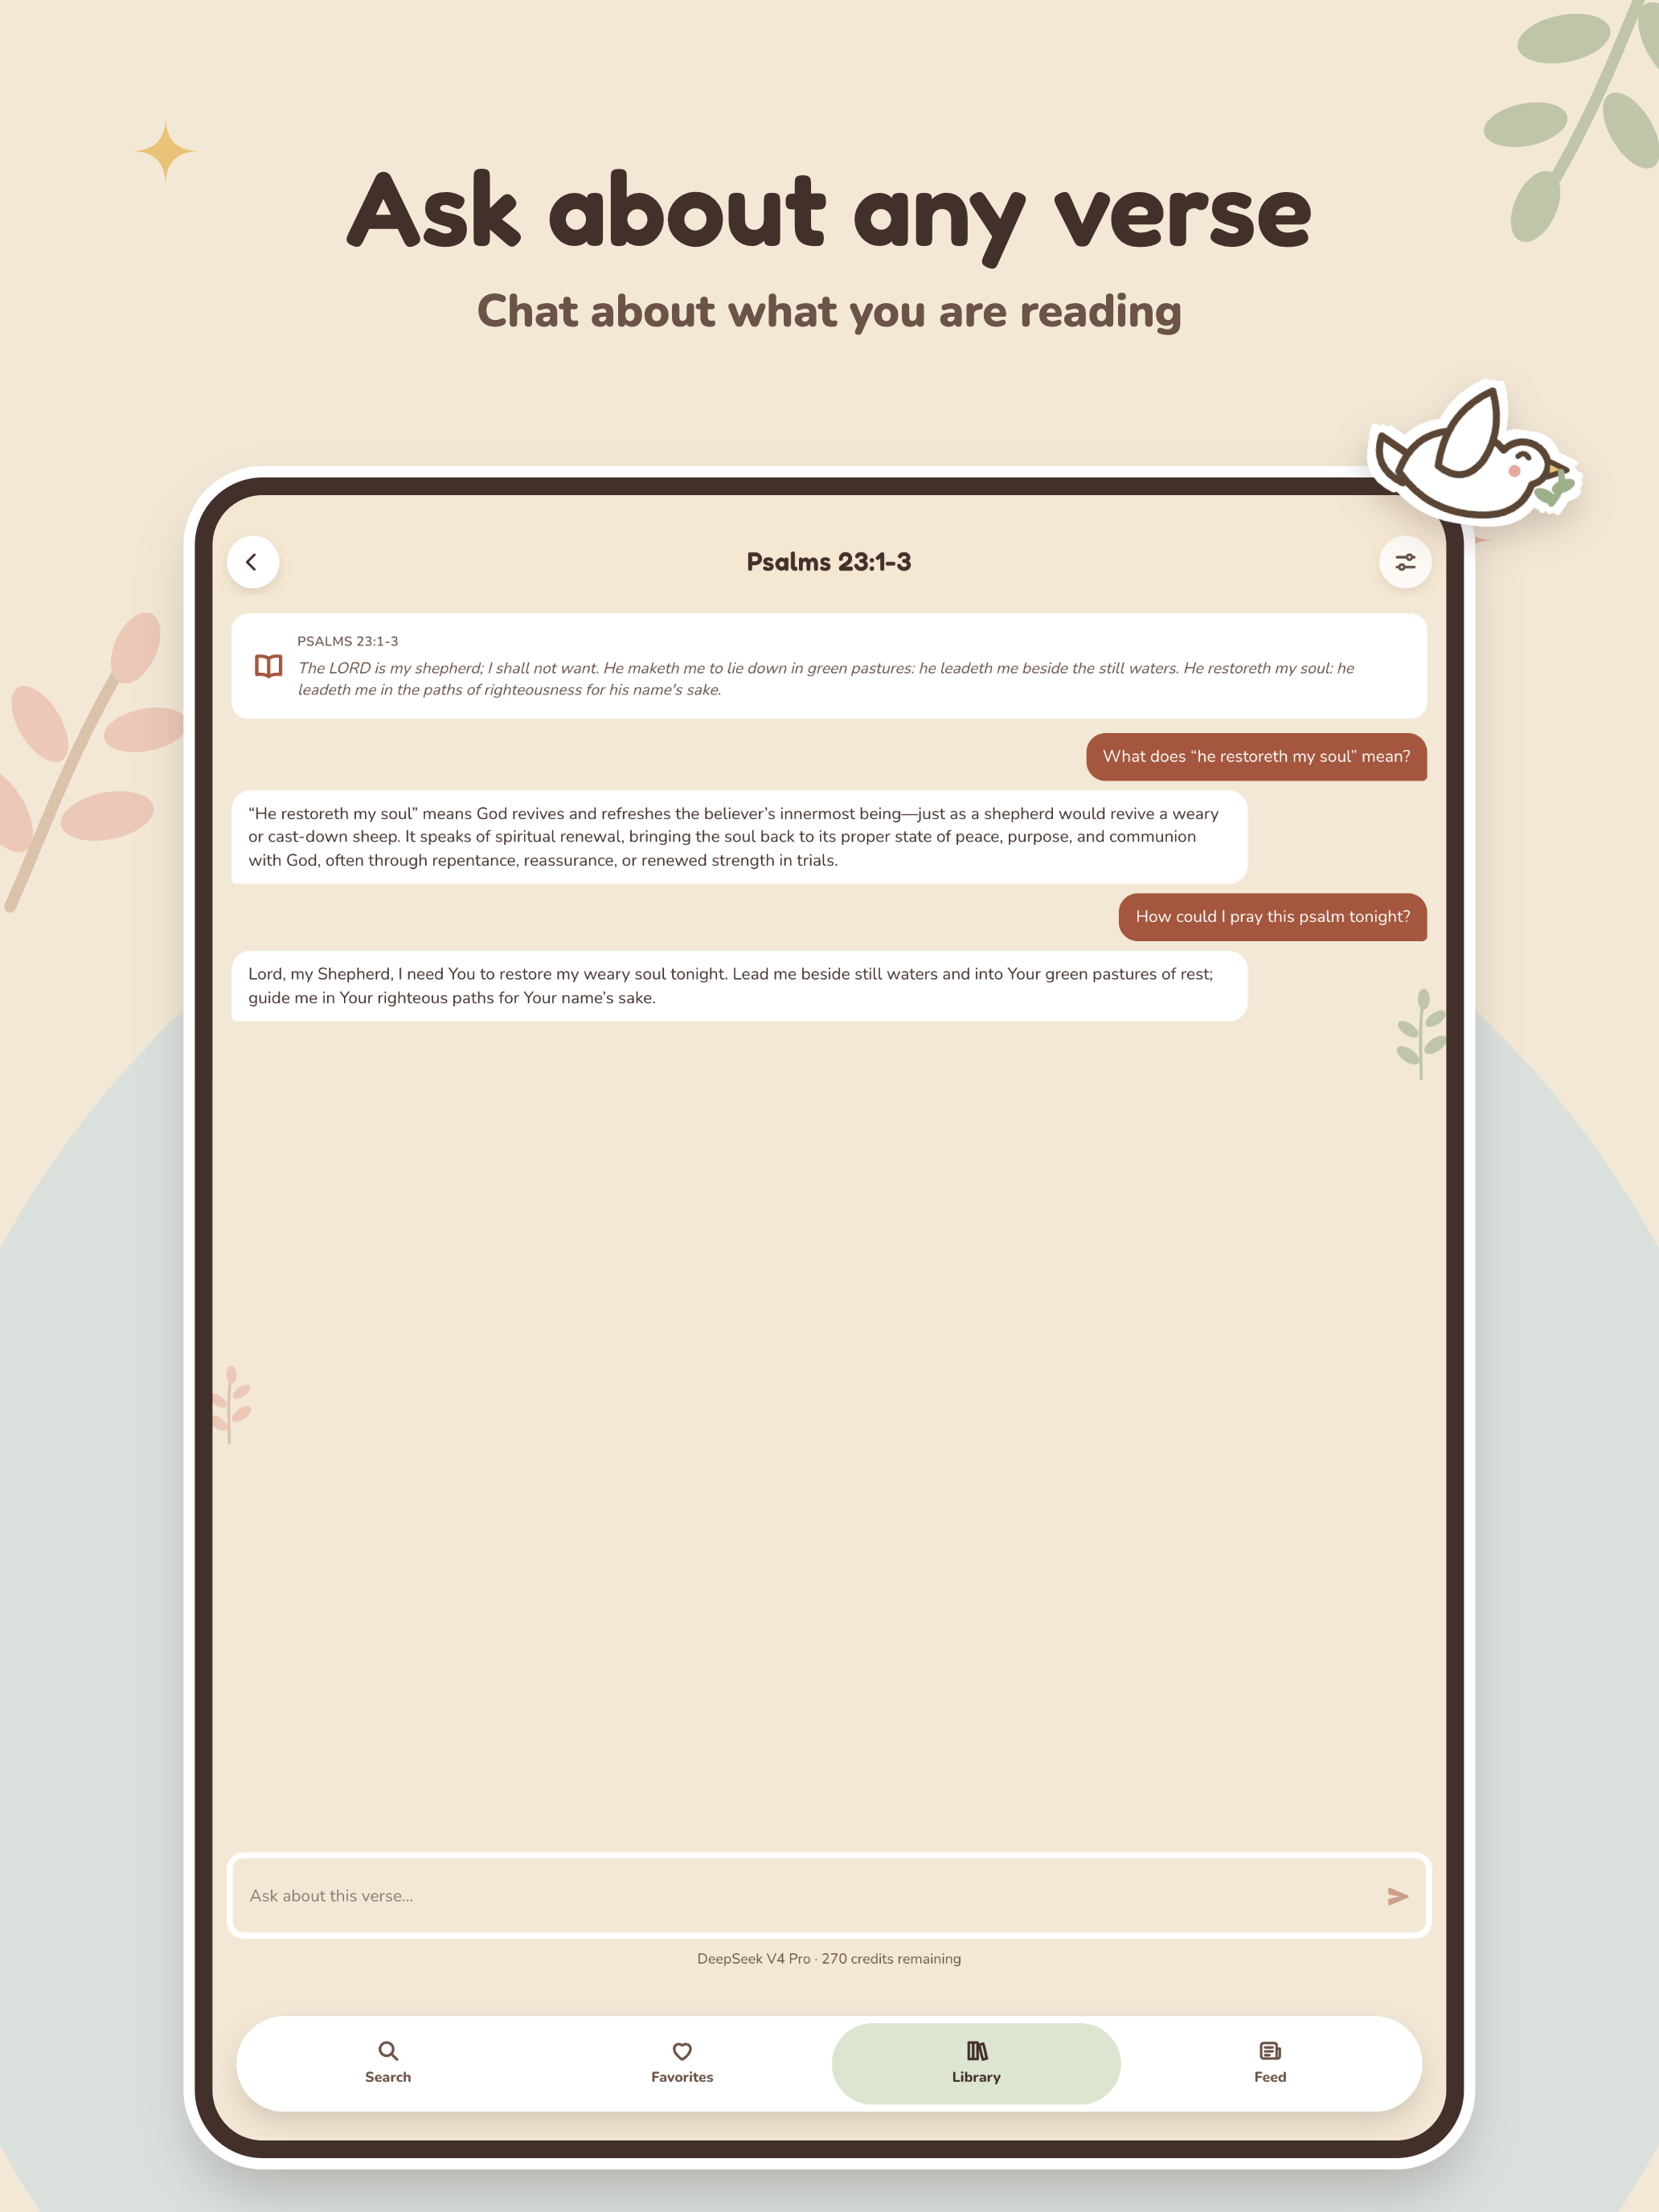 Ask about any verse
Chat about what you are reading
Psalms 23:1-3
PSALMS 23:1-3
The LORD is my shepherd; I shall not want. He maketh me to lie down in green pastures: he leadeth me beside the still waters. He restoreth my soul: he
leadeth me in the paths of righteousness for his name's sake.
What does “he restoreth my soul” mean?
“He restoreth my soul” means God revives and refreshes the believer’s innermost being—just as a shepherd would revive a weary
or cast-down sheep. It speaks of spiritual renewal, bringing the soul back to its proper state of peace, purpose, and communion
with God, often through repentance, reassurance, or renewed strength in trials.
How could I pray this psalm tonight?
Lord, my Shepherd, I need You to restore my weary soul tonight. Lead me beside still waters and into Your green pastures of rest;
guide me in Your righteous paths for Your name’s sake.
Ask about this verse...
DeepSeek V4 Pro · 270 credits remaining
Search
Favorites
Library
Feed